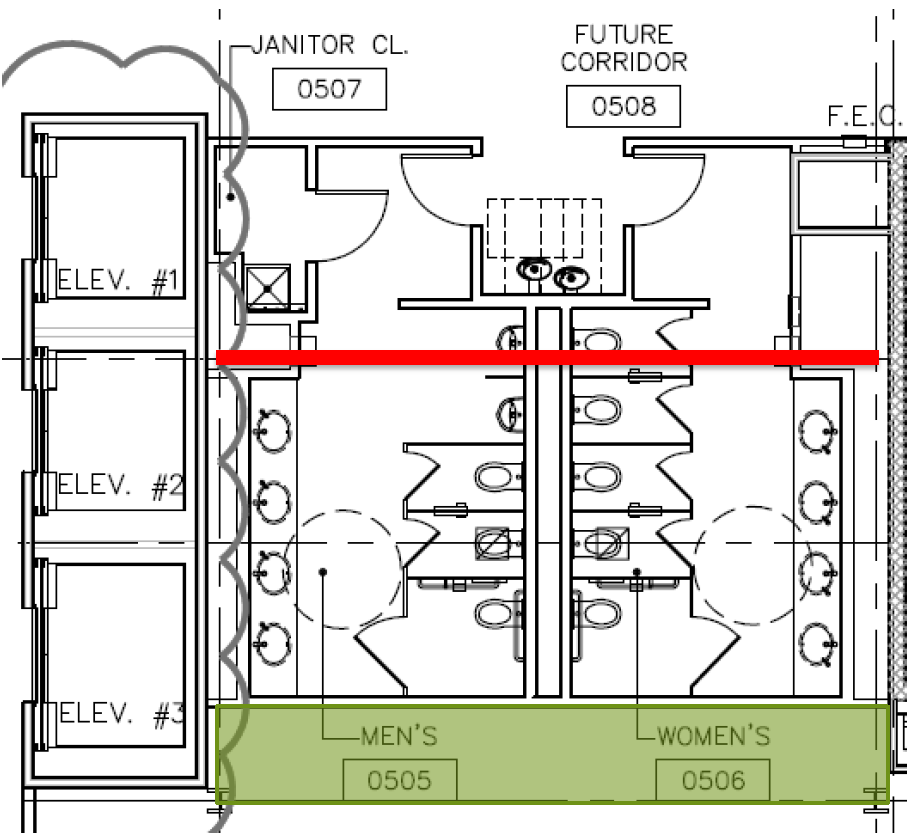 JANITOR CL.
0507
FUTURE
CORRIDOR
0508
F.E.C.
ELEV. #1
ELEV. #2
ELEV. #3
MEN'S
0505
WOMEN'S
0506